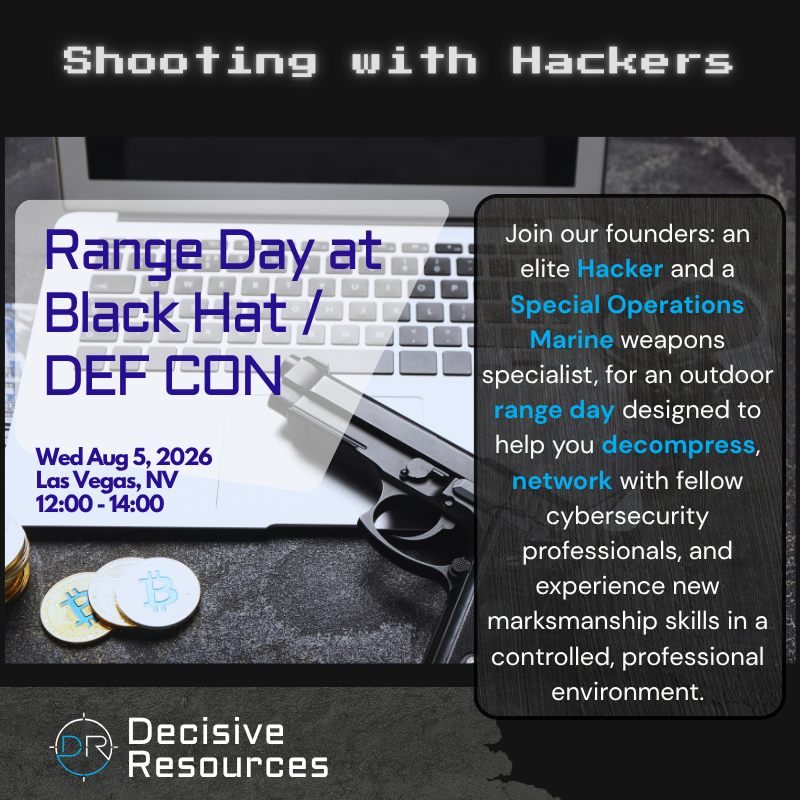 Shooting with Hackers
Range Day at
Black Hat /
DEF CON
Wed Aug 5, 2026
Las Vegas, NV
12:00 - 14:00
Join our founders: an
elite Hacker and a
Special Operations
Marine weapons
specialist, for an outdoor
range day designed to
help you decompress,
network with fellow
cybersecurity
professionals, and
experience new
marksmanship skills in a
controlled, professional
environment.
DR
Decisive
Resources